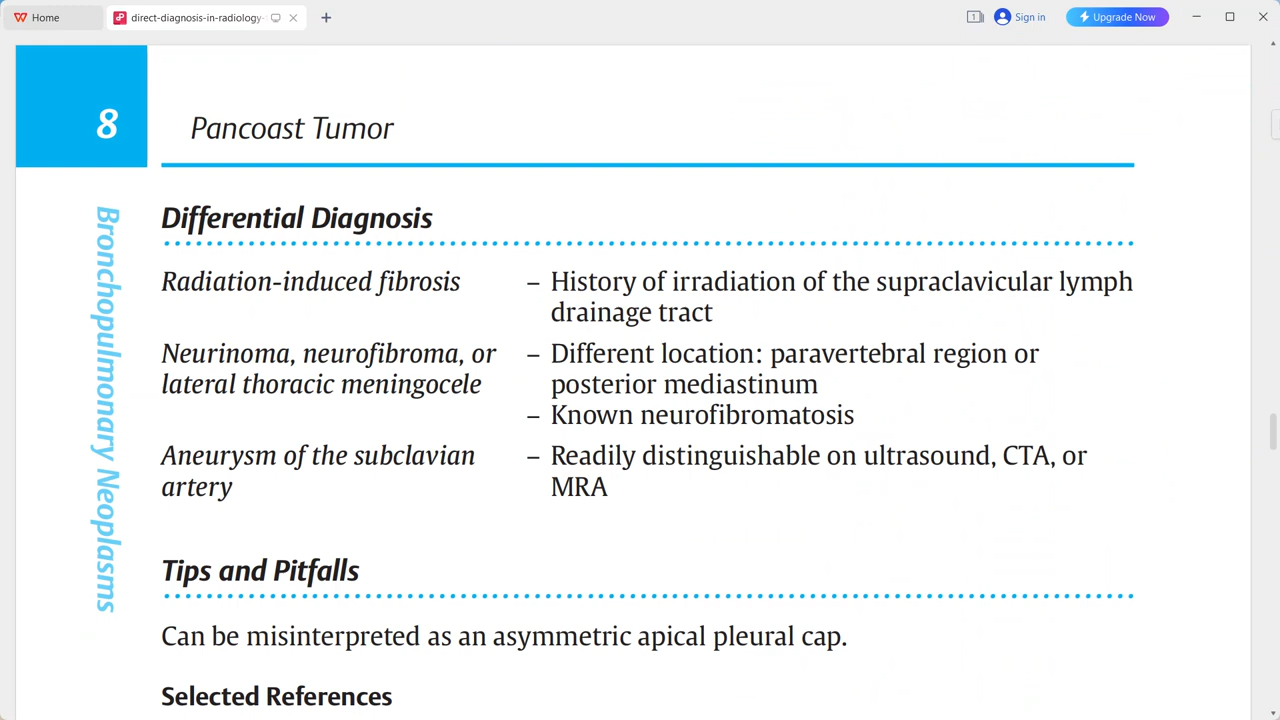 Home
direct-diagnosis-in-radiology-
1
Sign in
Upgrade Now
8
Pancoast Tumor
Bronchopulmonary Neoplasms
Differential Diagnosis
Radiation-induced fibrosis – History of irradiation of the supraclavicular lymph
drainage tract
Neurinoma, neurofibroma, or – Different location: paravertebral region or
lateral thoracic meningocele posterior mediastinum
– Known neurofibromatosis
Aneurysm of the subclavian – Readily distinguishable on ultrasound, CTA, or
artery MRA
Tips and Pitfalls
Can be misinterpreted as an asymmetric apical pleural cap.
Selected References